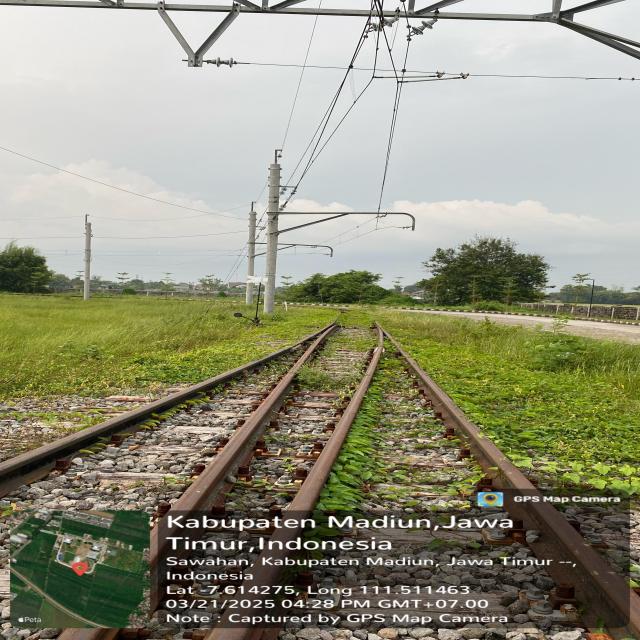 GPS Map Camera
Kabupaten Madiun,Jawa
Timur,Indonesia
Sawahan, Kabupaten Madiun, Jawa Timur --,
Indonesia
Lat -7.614275, Long 111.511463
03/21/2025 04:28 PM GMT+07.00
Note : Captured by GPS Map Camera
Peta